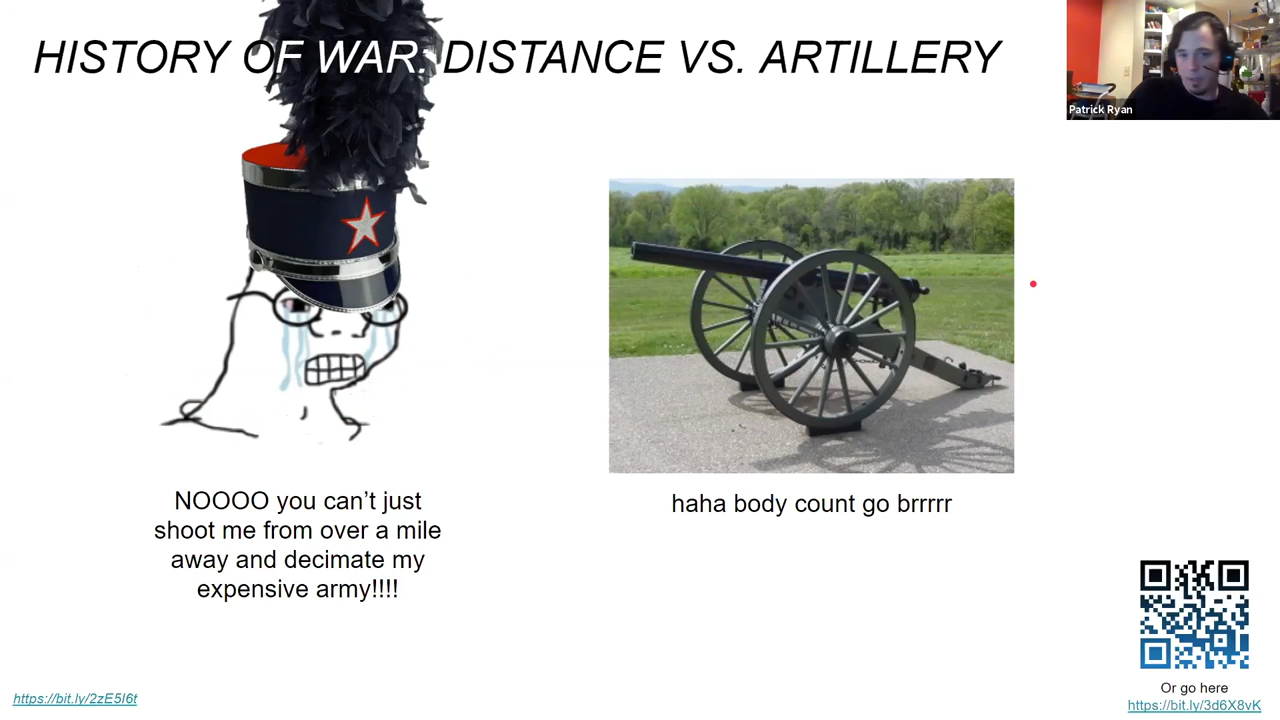 HISTORY OF WAR: DISTANCE VS. ARTILLERY
Patrick Ryan
NOOOO you can't just
shoot me from over a mile
away and decimate my
expensive army!!!!
haha body count go brrrrr
Or go here
https://bit.ly/3d6X8vK
https://bit.ly/2zE5I6t